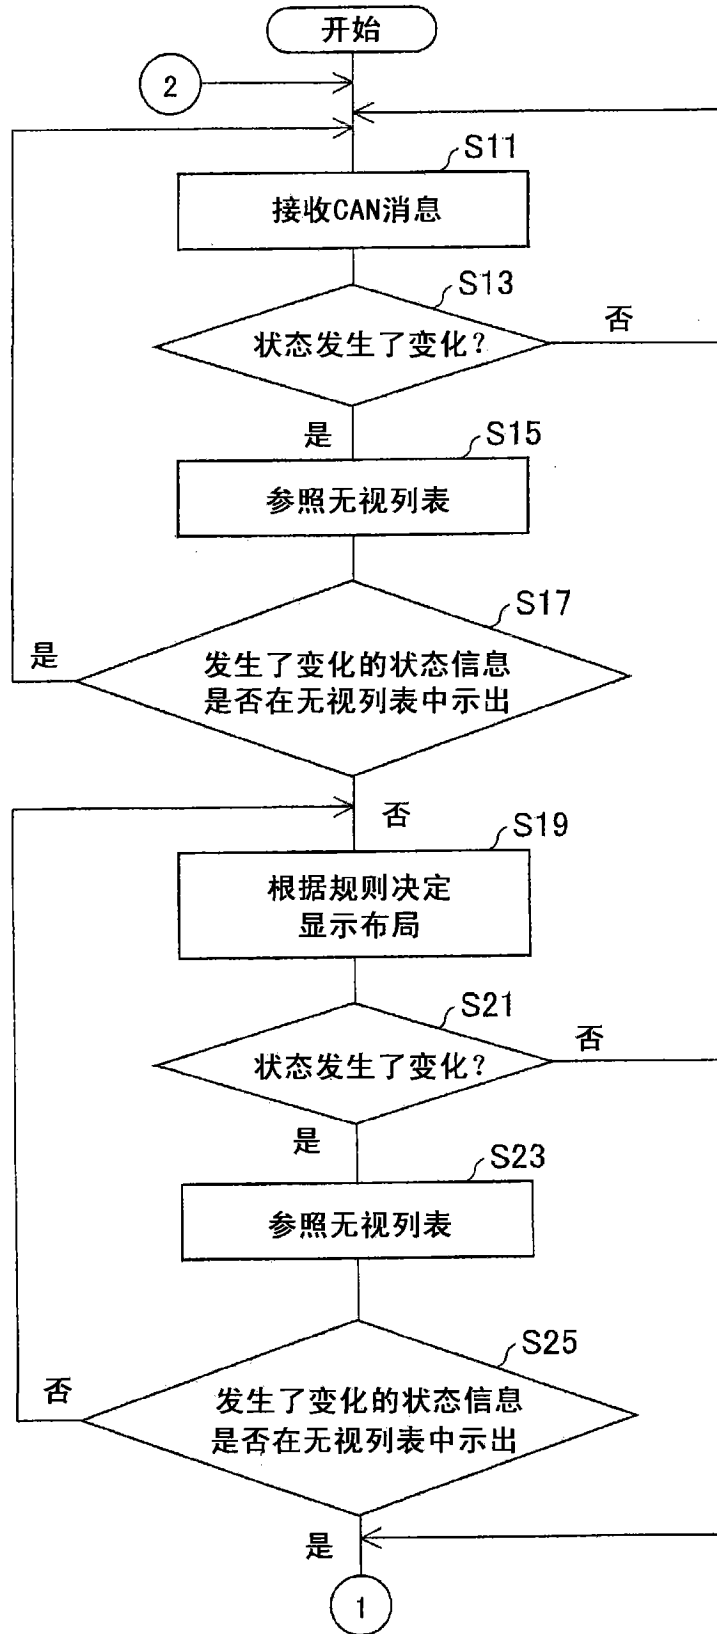 开始
2
S11
接收CAN消息
S13
状态发生了变化?
否
是
S15
参照无视列表
S17
发生了变化的状态信息
是否在无视列表中示出
是
否
S19
根据规则决定
显示布局
S21
状态发生了变化?
否
是
S23
参照无视列表
S25
发生了变化的状态信息
是否在无视列表中示出
否
是
1